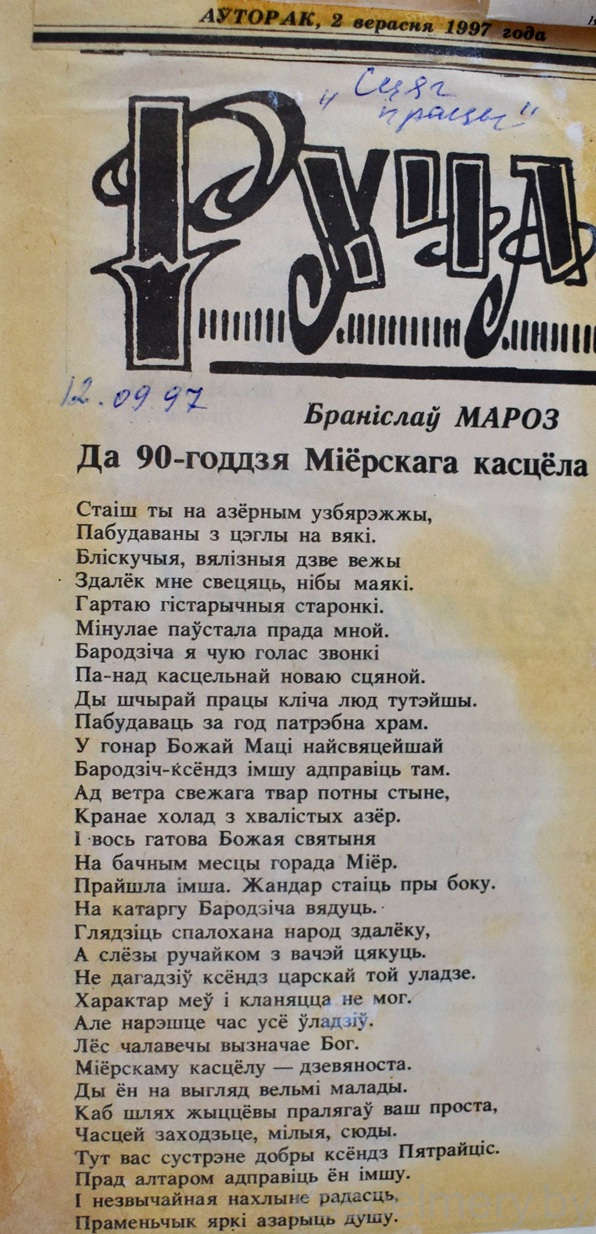 АЎТОРАК, 2 верасня 1997 года
"Сцяг
працы"
Руча
12.09.97
Браніслаў МАРОЗ
Да 90-годдзя Міёрскага касцёла
Стаіш ты на азёрным узбярэжжы,
Пабудаваны з цэглы на вякі.
Бліскучыя, вялізныя дзве вежы
Здалёк мне свецяць, нібы маякі.
Гартаю гістарычныя старонкі.
Мінулае паўстала прада мной.
Бародзіча я чую голас звонкі
Па-над касцельнай новаю сцяной.
Ды шчырай працы кліча люд тутэйшы.
Пабудаваць за год патрэбна храм.
У гонар Божай Маці найсвяцейшай
Бародзіч-ксёндз імшу адправіць там.
Ад ветра свежага твар потны стыне,
Кранае холад з хвалістых азёр.
І вось гатова Божая святыня
На бачным месцы горада Міёр.
Прайшла імша. Жандар стаіць пры боку.
На катаргу Бародзіча вядуць.
Глядзіць спалохана народ здалёку,
А слёзы ручайком з вачэй цякуць.
Не дагадзіў ксёндз царскай той уладзе.
Характар меў і кланяцца не мог.
Але нарэшце час усё ўладзіў.
Лёс чалавечы вызначае Бог.
Міёрскаму касцёлу — дзевяноста.
Ды ён на выгляд вельмі малады.
Каб шлях жыццёвы пралягаў ваш проста,
Часцей заходзьце, мілыя, сюды.
Тут вас сустрэне добры ксёндз Пятрайціс.
Прад алтаром адправіць ён імшу.
І незвычайная нахлыне радасць,
Праменьчык яркі азарыць душу.